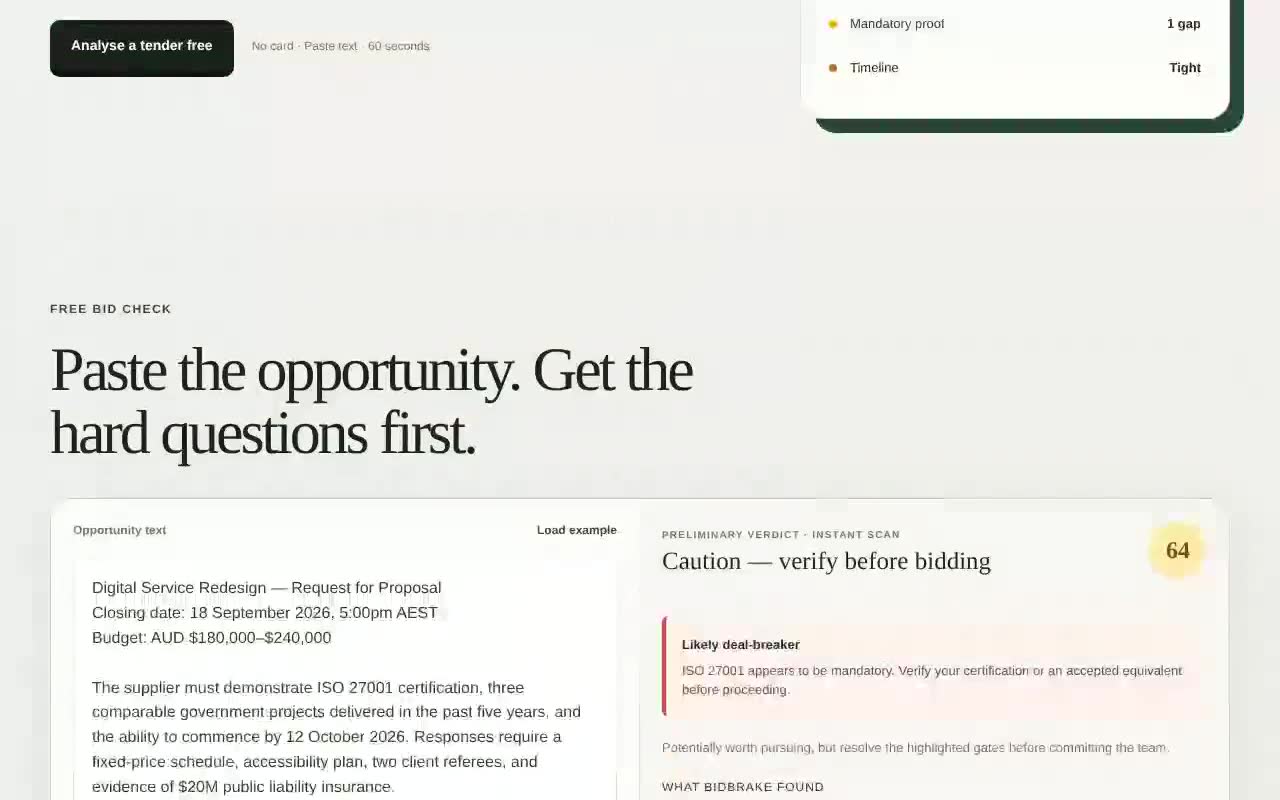 Analyse a tender free
No card · Paste text · 60 seconds
Mandatory proof
1 gap
Timeline
Tight
FREE BID CHECK
Paste the opportunity. Get the
hard questions first.
Opportunity text
Load example
Digital Service Redesign — Request for Proposal
Closing date: 18 September 2026, 5:00pm AEST
Budget: AUD $180,000–$240,000
The supplier must demonstrate ISO 27001 certification, three
comparable government projects delivered in the past five years, and
the ability to commence by 12 October 2026. Responses require a
fixed-price schedule, accessibility plan, two client referees, and
evidence of $20M public liability insurance.
PRELIMINARY VERDICT · INSTANT SCAN
Caution — verify before bidding
64
Likely deal-breaker
ISO 27001 appears to be mandatory. Verify your certification or an accepted equivalent
before proceeding.
Potentially worth pursuing, but resolve the highlighted gates before committing the team.
WHAT BIDBRAKE FOUND